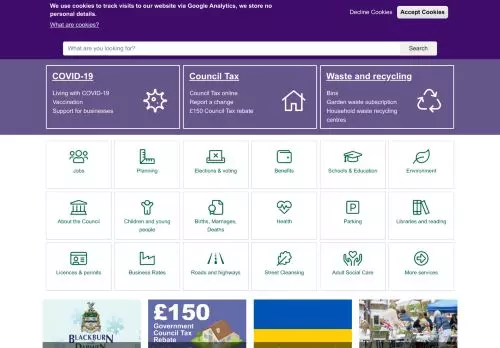 We use cookies to track visits to our website via Google Analytics, we store no
personal details.
What are cookies?
Decline Cookies
Accept Cookies
What are you looking for?
Search
COVID-19
Living with COVID-19
Vaccination
Support for businesses
Council Tax
Council Tax online
Report a change
£150 Council Tax rebate
Waste and recycling
Bins
Garden waste subscription
Household waste recycling
centres
Jobs
Planning
Elections & voting
Benefits
Schools & Education
Environment
About the Council
Children and young
people
Births, Marriages,
Deaths
Health
Parking
Libraries and reading
Licences & permits
Business Rates
Roads and highways
Street Cleansing
Adult Social Care
More services
BLACKBURN
DARWEN
£150
Government
Council Tax
Rebate